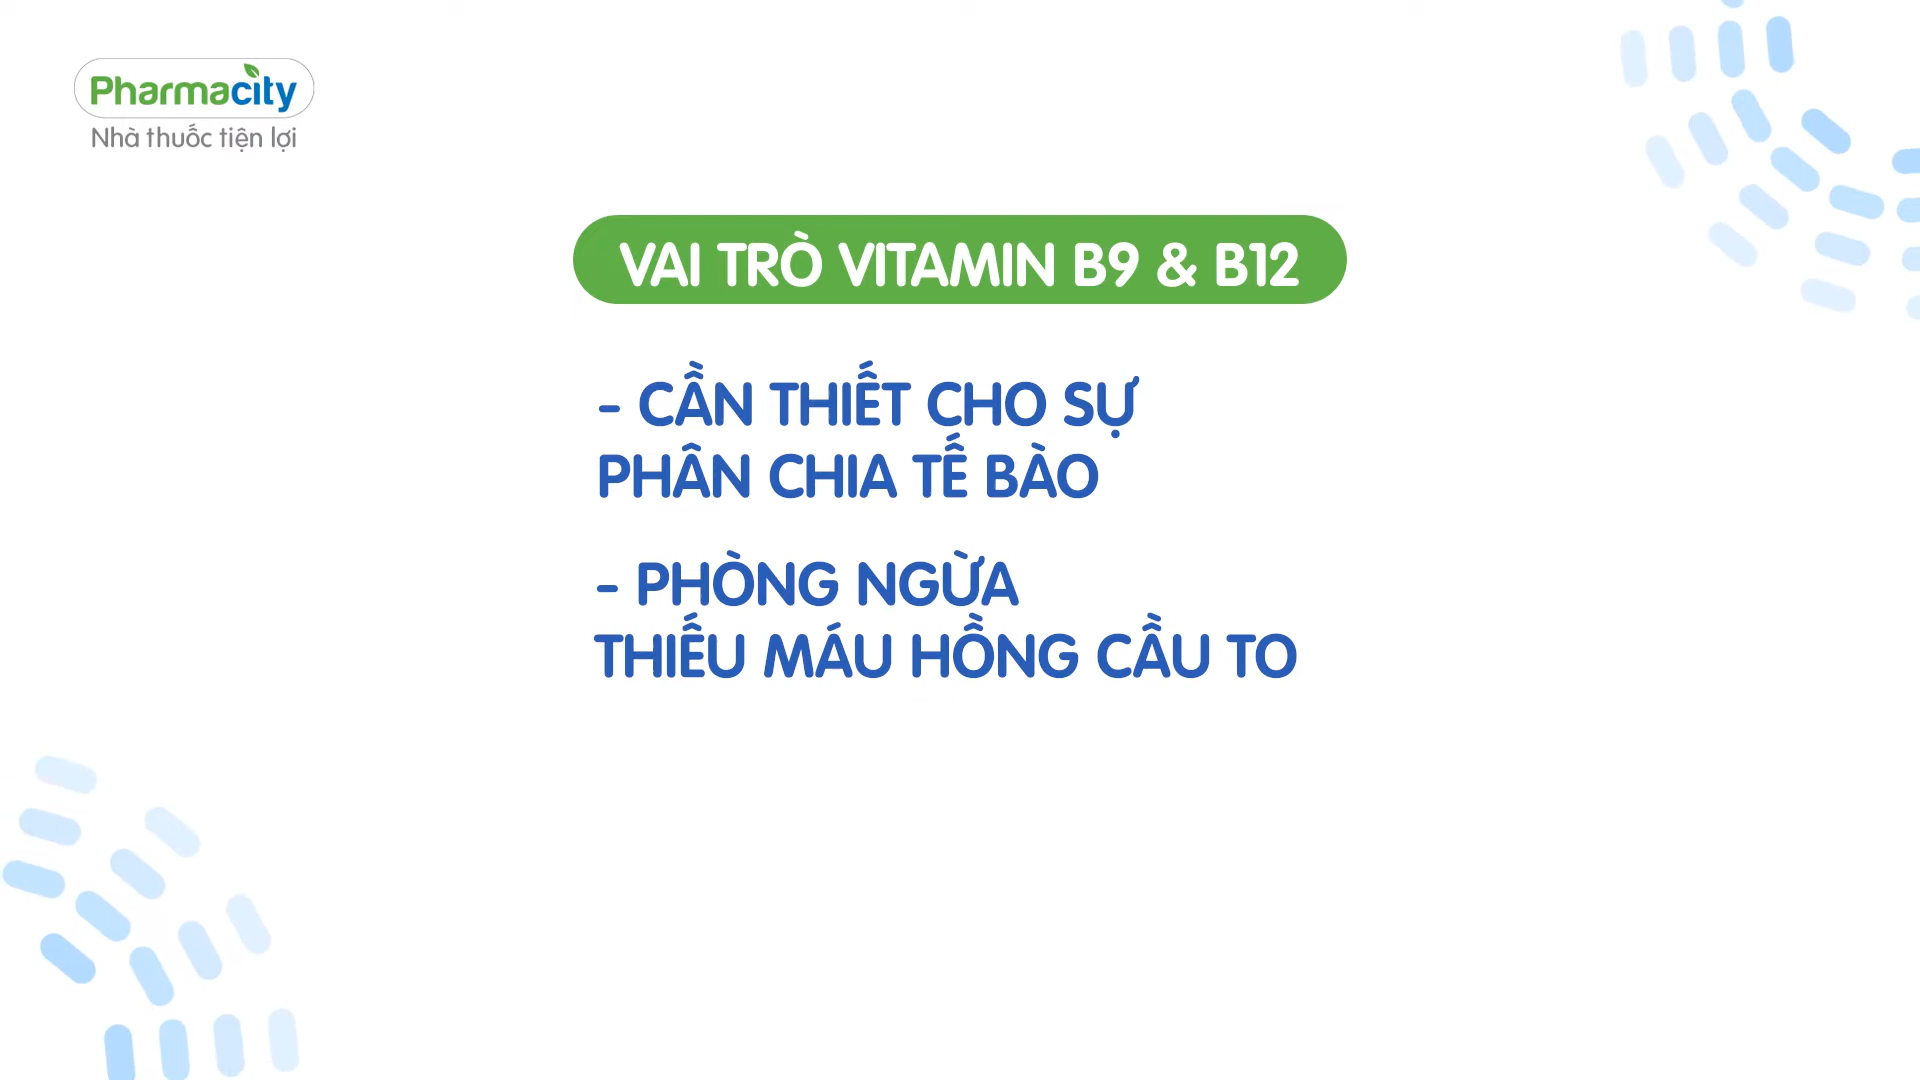 Pharmacity
Nhà thuốc tiện lợi
VAI TRÒ VITAMIN B9 & B12
- CẦN THIẾT CHO SỰ
PHÂN CHIA TẾ BÀO
- PHÒNG NGỪA
THIẾU MÁU HỒNG CẦU TO